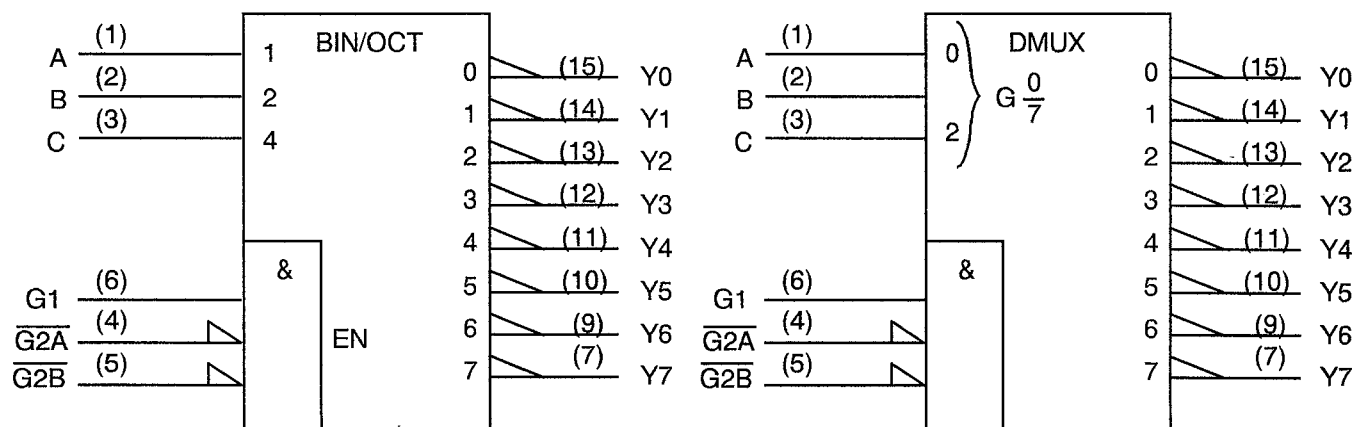 BIN/OCT
A (1) 1
B (2) 2
C (3) 4
&
G1 (6)
G2A (4)
G2B (5)
EN
0 (15) Y0
1 (14) Y1
2 (13) Y2
3 (12) Y3
4 (11) Y4
5 (10) Y5
6 (9) Y6
7 (7) Y7
DMUX
A (1) 0
B (2)
C (3) 2
G 0/7
&
G1 (6)
G2A (4)
G2B (5)
0 (15) Y0
1 (14) Y1
2 (13) Y2
3 (12) Y3
4 (11) Y4
5 (10) Y5
6 (9) Y6
7 (7) Y7